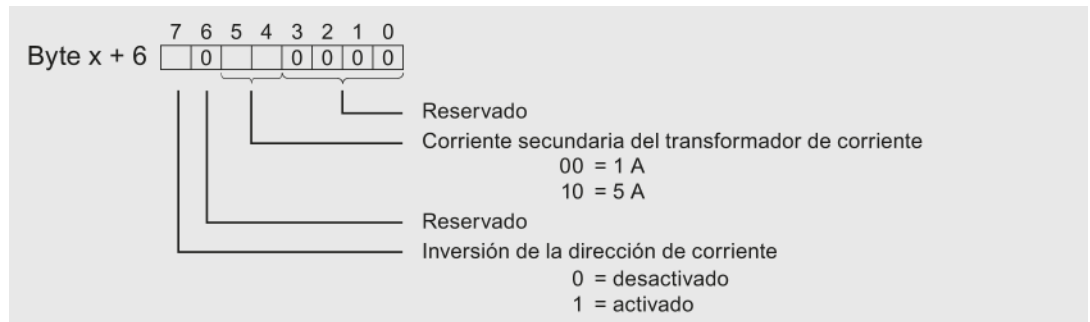 7 6 5 4 3 2 1 0
Byte x + 6 0 0 0 0 0
Reservado
Corriente secundaria del transformador de corriente
00 = 1 A
10 = 5 A
Reservado
Inversión de la dirección de corriente
0 = desactivado
1 = activado